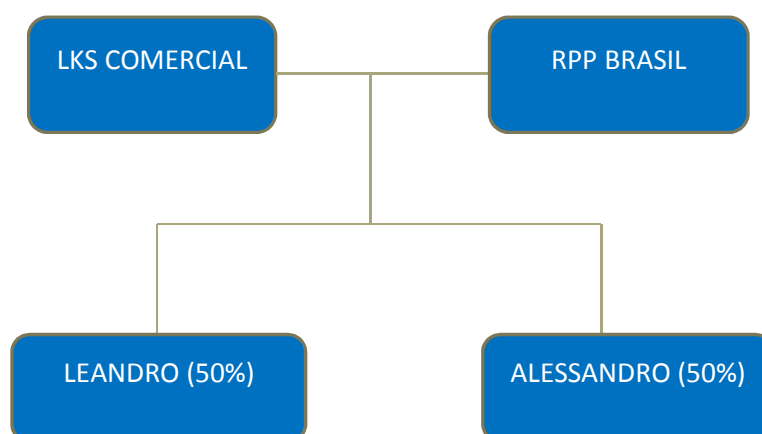 LKS COMERCIAL
RPP BRASIL
LEANDRO (50%)
ALESSANDRO (50%)